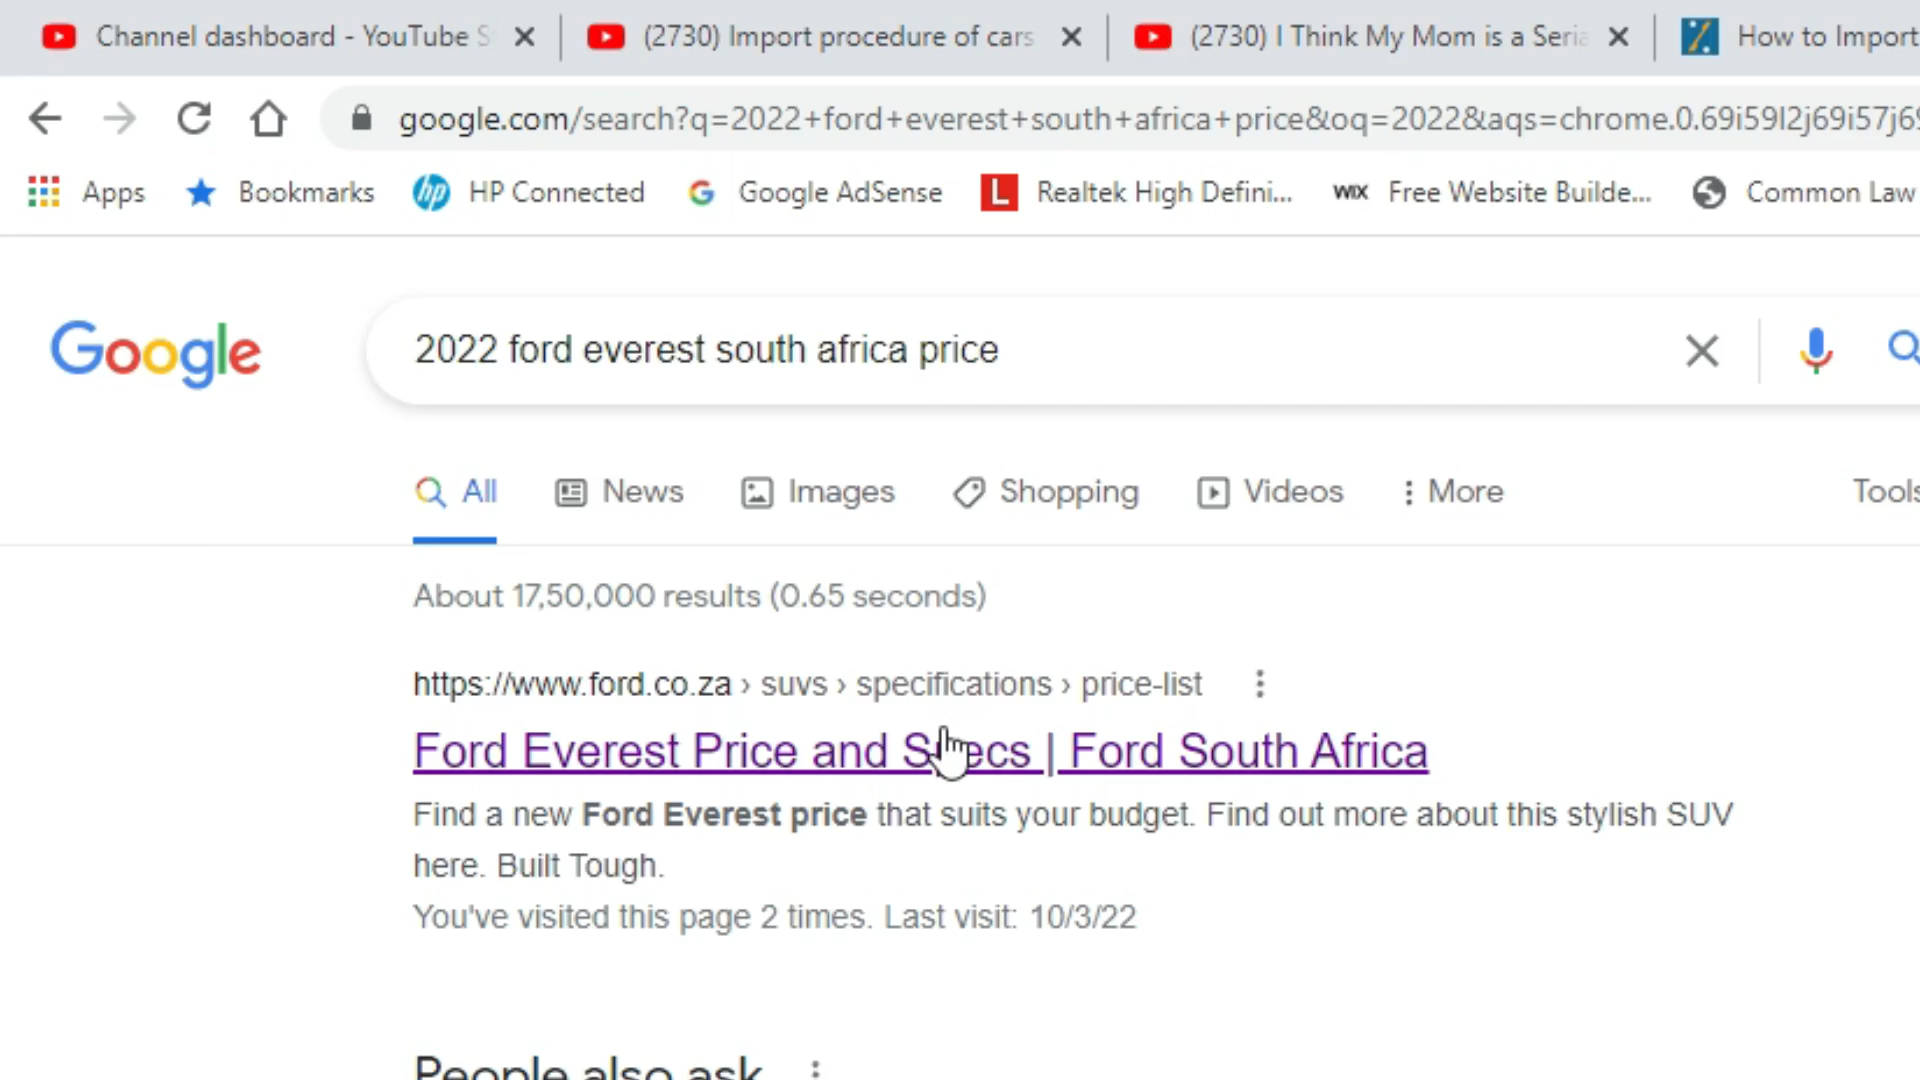 Channel dashboard - YouTube S
(2730) Import procedure of cars
(2730) I Think My Mom is a Seria
How to Import
google.com/search?q=2022+ford+everest+south+africa+price&oq=2022&aqs=chrome.0.69i59l2j69i57j69
Apps
Bookmarks
hp HP Connected
G Google AdSense
L Realtek High Defini...
WIX Free Website Builde...
Common Law
Google
2022 ford everest south africa price
All
News
Images
Shopping
Videos
More
Tools
About 17,50,000 results (0.65 seconds)
https://www.ford.co.za › suvs › specifications › price-list
Ford Everest Price and Specs | Ford South Africa
Find a new Ford Everest price that suits your budget. Find out more about this stylish SUV
here. Built Tough.
You've visited this page 2 times. Last visit: 10/3/22
People also ask